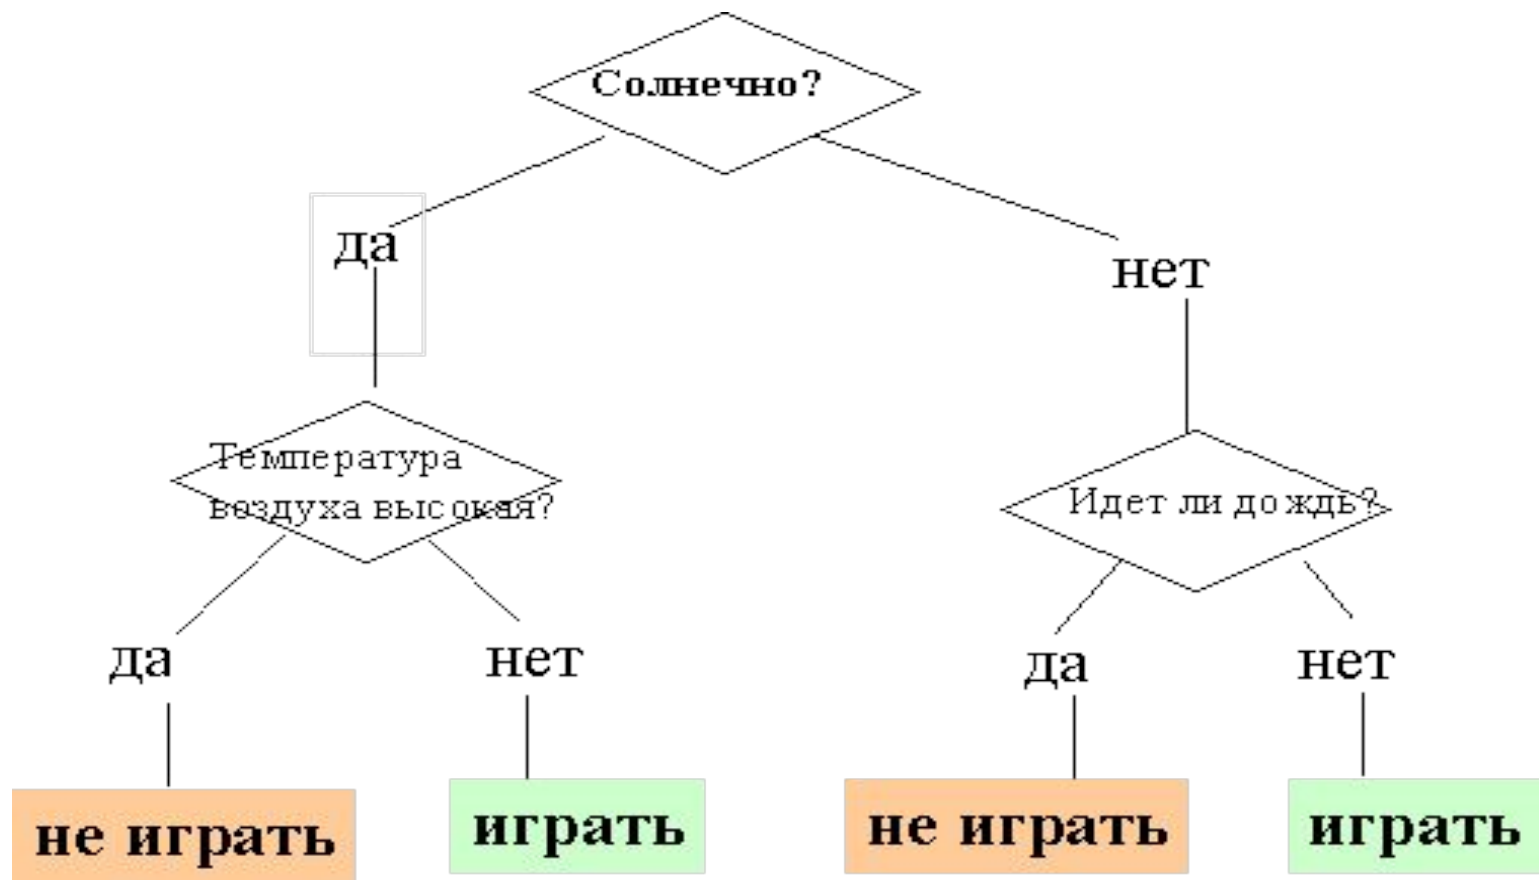 Солнечно?
да
нет
Температура
воздуха высокая?
Идет ли дождь?
да
нет
да
нет
не играть
играть
не играть
играть